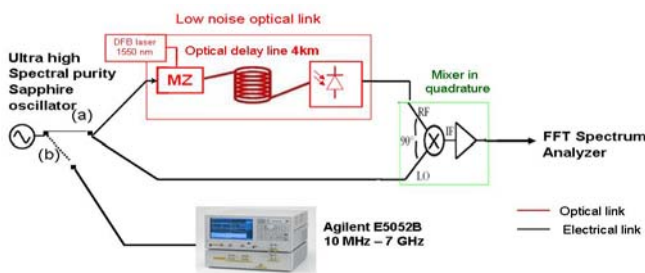 Low noise optical link
DFB laser
1550 nm
Optical delay line 4km
MZ
Ultra high
Spectral purity
Sapphire
oscillator
(a)
(b)
Mixer in
quadrature
RF
90°
IF
LO
FFT Spectrum
Analyzer
Agilent E5052B
10 MHz – 7 GHz
Optical link
Electrical link